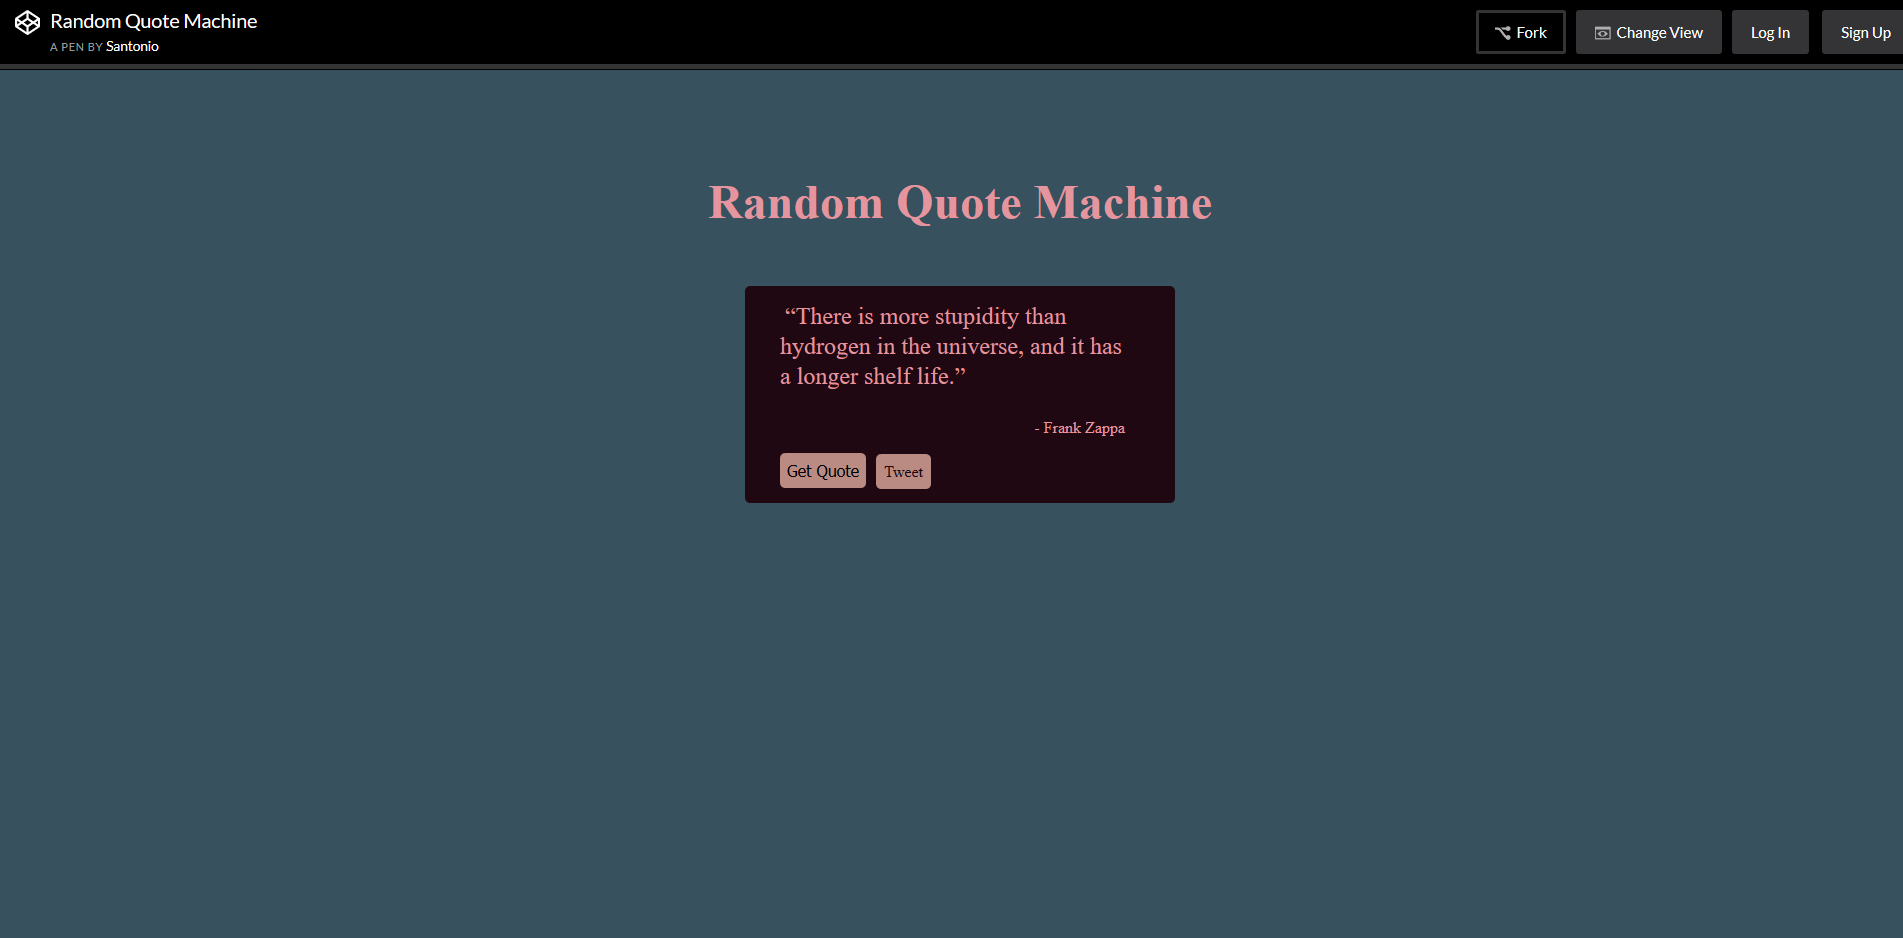 Random Quote Machine
A PEN BY Santonio
Fork
Change View
Log In
Sign Up
Random Quote Machine
“There is more stupidity than
hydrogen in the universe, and it has
a longer shelf life.”
- Frank Zappa
Get Quote
Tweet